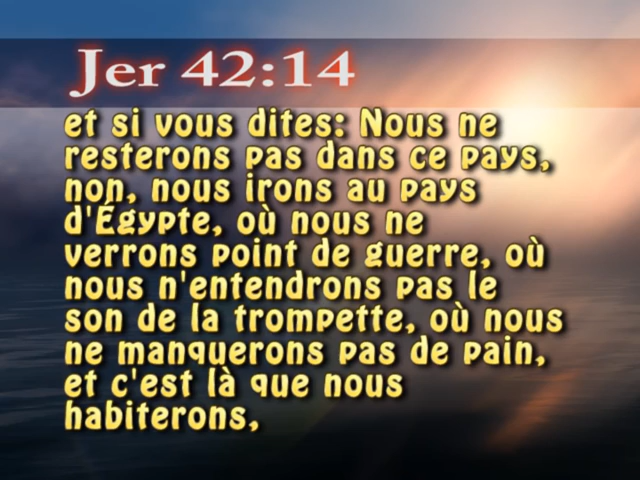 Jer 42:14
et si vous dites: Nous ne
resterons pas dans ce pays,
non, nous irons au pays
d'Égypte, où nous ne
verrons point de guerre, où
nous n'entendrons pas le
son de la trompette, où nous
ne manquerons pas de pain,
et c'est là que nous
habiterons,